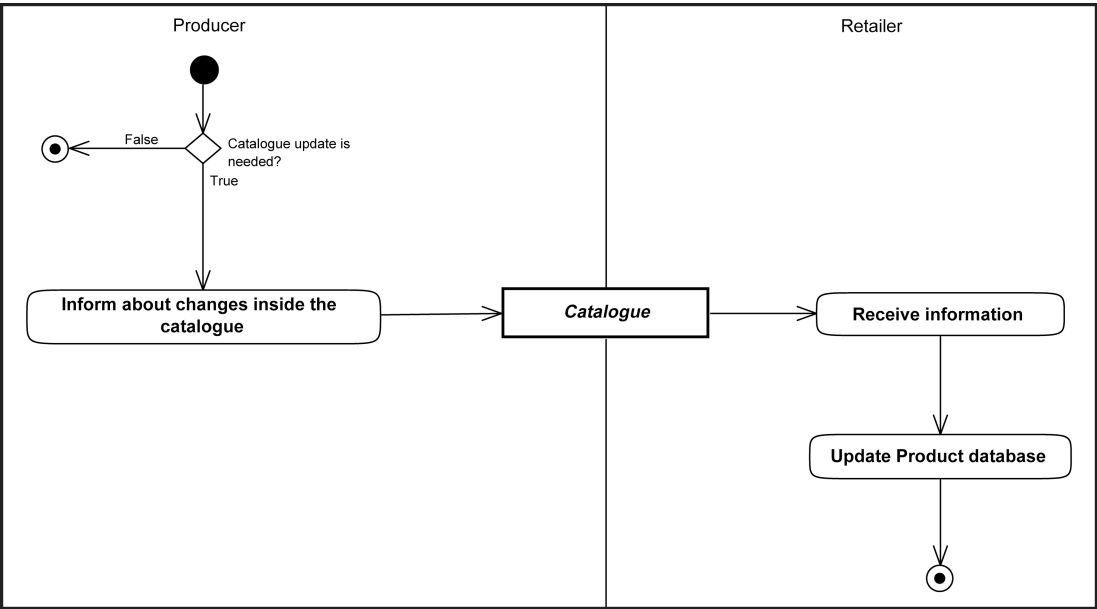 Producer
Retailer
False
Catalogue update is
needed?
True
Inform about changes inside the
catalogue
Catalogue
Receive information
Update Product database